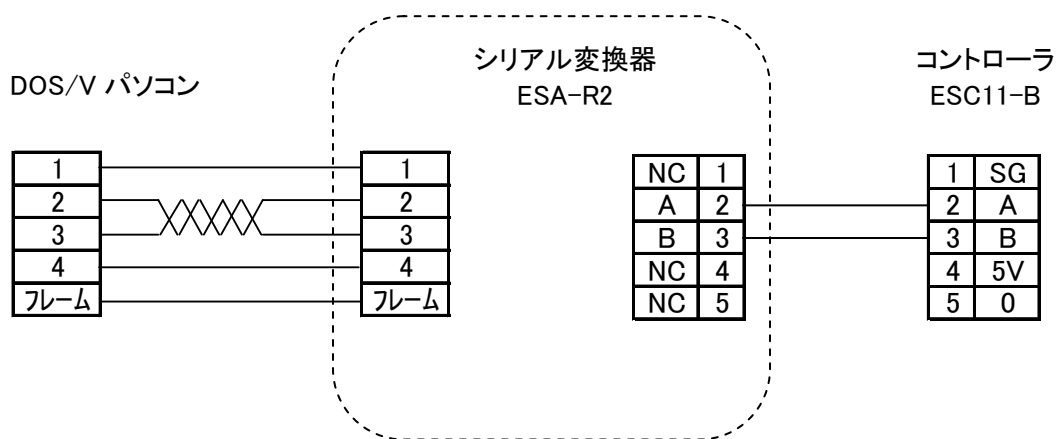 DOS/V パソコン
シリアル変換器
ESA-R2
コントローラ
ESC11-B
1
2
3
4
フレーム
1
2
3
4
フレーム
NC 1
A 2
B 3
NC 4
NC 5
1 SG
2 A
3 B
4 5V
5 0